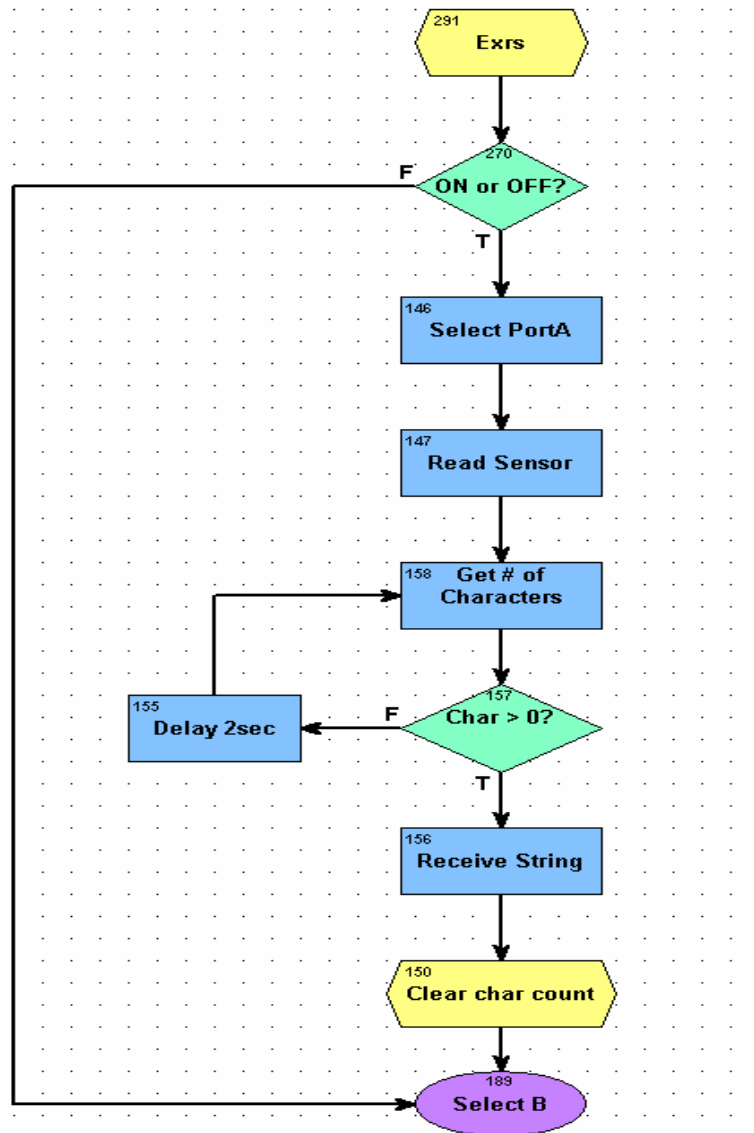 291
Exrs
270
F
ON or OFF?
T
146
Select PortA
147
Read Sensor
158
Get # of
Characters
155
Delay 2sec
F
157
Char > 0?
T
156
Receive String
150
Clear char count
189
Select B